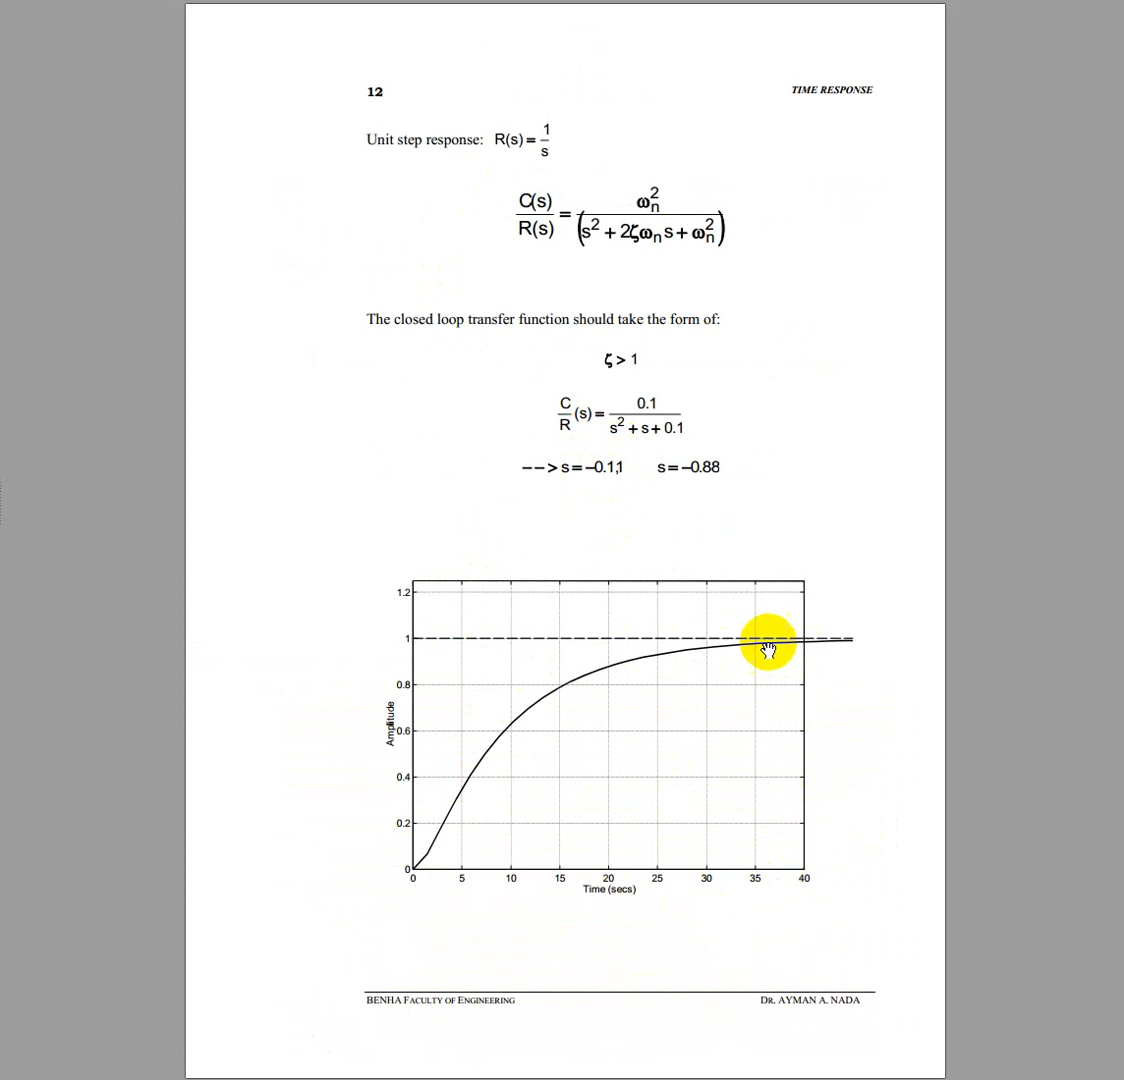 12 TIME RESPONSE
Unit step response: R(s) = 1/s
C(s)/R(s) = ωn²/(s² + 2ζωn s + ωn²)
The closed loop transfer function should take the form of:
ζ > 1
C/R (s) = 0.1/(s² + s + 0.1)
-- > s = –0.1,1 s = –0.88
1.2
1
0.8
0.6
0.4
0.2
0
Amplitude
0 5 10 15 20 25 30 35 40
Time (secs)
BENHA FACULTY OF ENGINEERING DR. AYMAN A. NADA